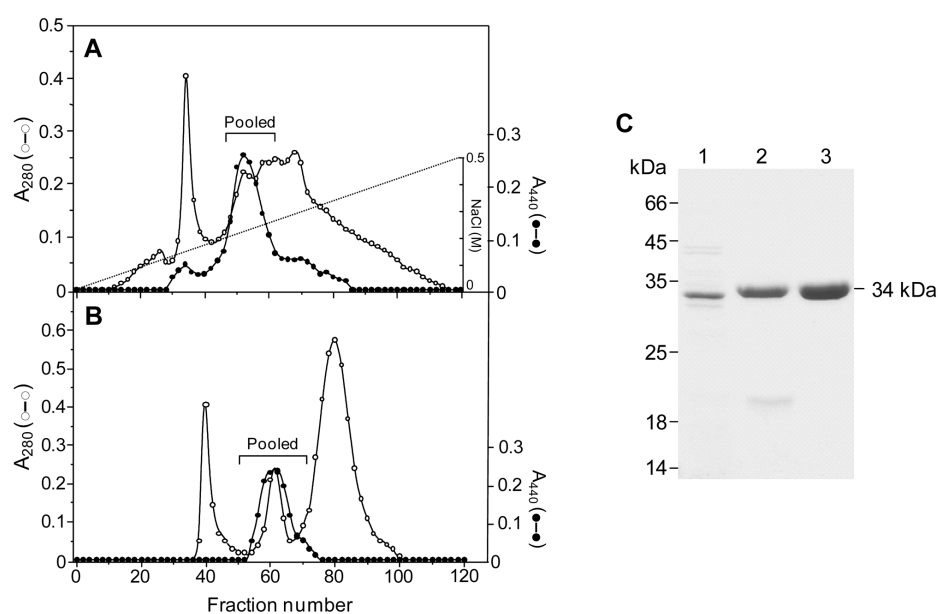 A
0.5
0.4
0.3
0.2
0.1
0
A280 (○–○)
Pooled
0.5
NaCl (M)
0
0.3
0.2
0.1
0
A440 (●–●)
B
0.6
0.5
0.4
0.3
0.2
0.1
0
A280 (○–○)
Pooled
0.3
0.2
0.1
0
A440 (●–●)
0 20 40 60 80 100 120
Fraction number
C
kDa 1 2 3
66
45
35
25
18
14
34 kDa